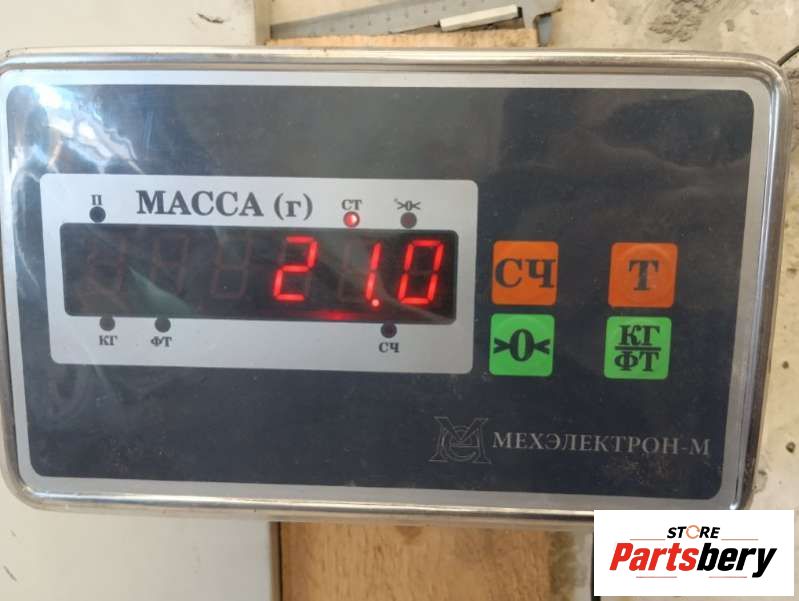 П МАССА (г) СТ >0<
21.0
КГ ФТ СЧ
СЧ Т
>0< КГ
ФТ
МЕХЭЛЕКТРОН-М
STORE
Partsbery